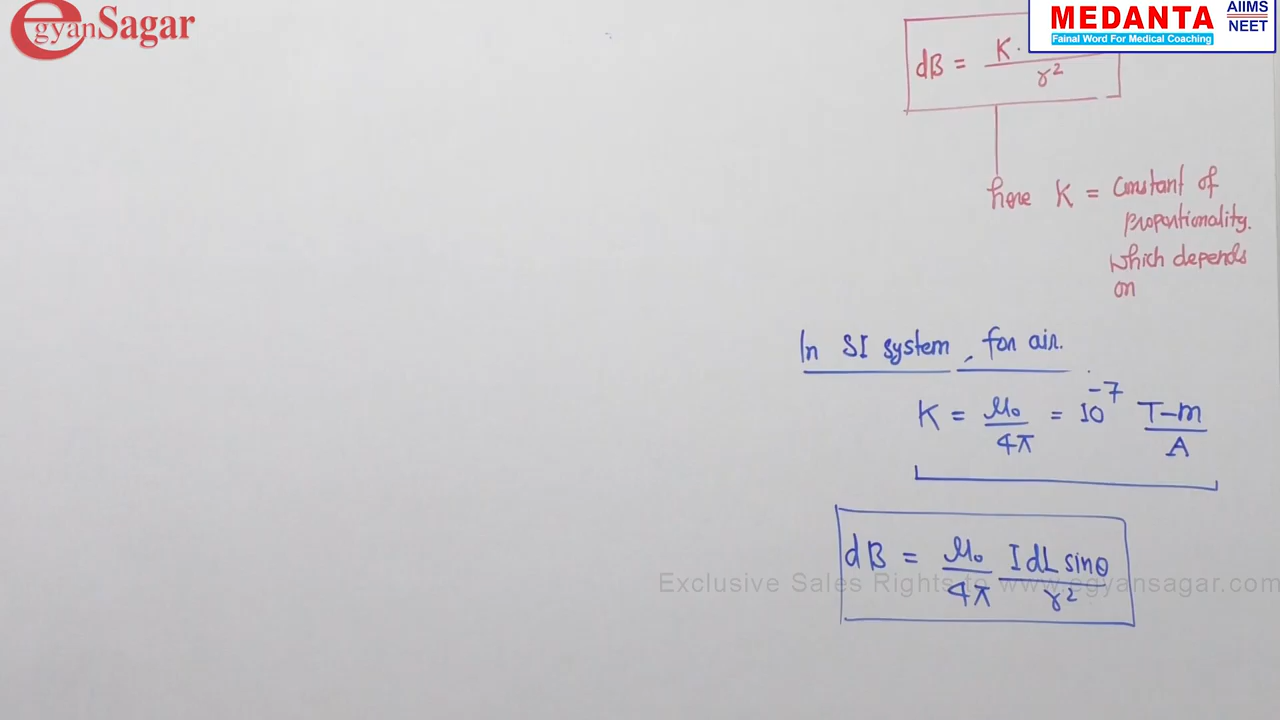 egyanSagar
MEDANTA
Fainal Word For Medical Coaching
AIIMS
NEET
dB = K ·
r²
here K = constant of
proportionality.
which depends
on
In SI system, for air.
K = μ₀/4π = 10⁻⁷ T-m/A
dB = μ₀/4π I dL sinθ/r²
Exclusive Sales Rights to www.egyansagar.com